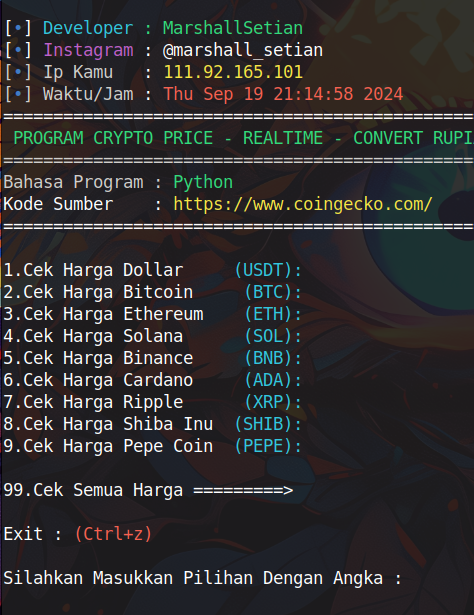 [•] Developer : MarshallSetian
[•] Instagram : @marshall_setian
[•] Ip Kamu : 111.92.165.101
[•] Waktu/Jam : Thu Sep 19 21:14:58 2024
===============================================
PROGRAM CRYPTO PRICE - REALTIME - CONVERT RUPI
===============================================
Bahasa Program : Python
Kode Sumber : https://www.coingecko.com/
===============================================
1.Cek Harga Dollar (USDT):
2.Cek Harga Bitcoin (BTC):
3.Cek Harga Ethereum (ETH):
4.Cek Harga Solana (SOL):
5.Cek Harga Binance (BNB):
6.Cek Harga Cardano (ADA):
7.Cek Harga Ripple (XRP):
8.Cek Harga Shiba Inu (SHIB):
9.Cek Harga Pepe Coin (PEPE):
99.Cek Semua Harga =========>
Exit : (Ctrl+z)
Silahkan Masukkan Pilihan Dengan Angka :